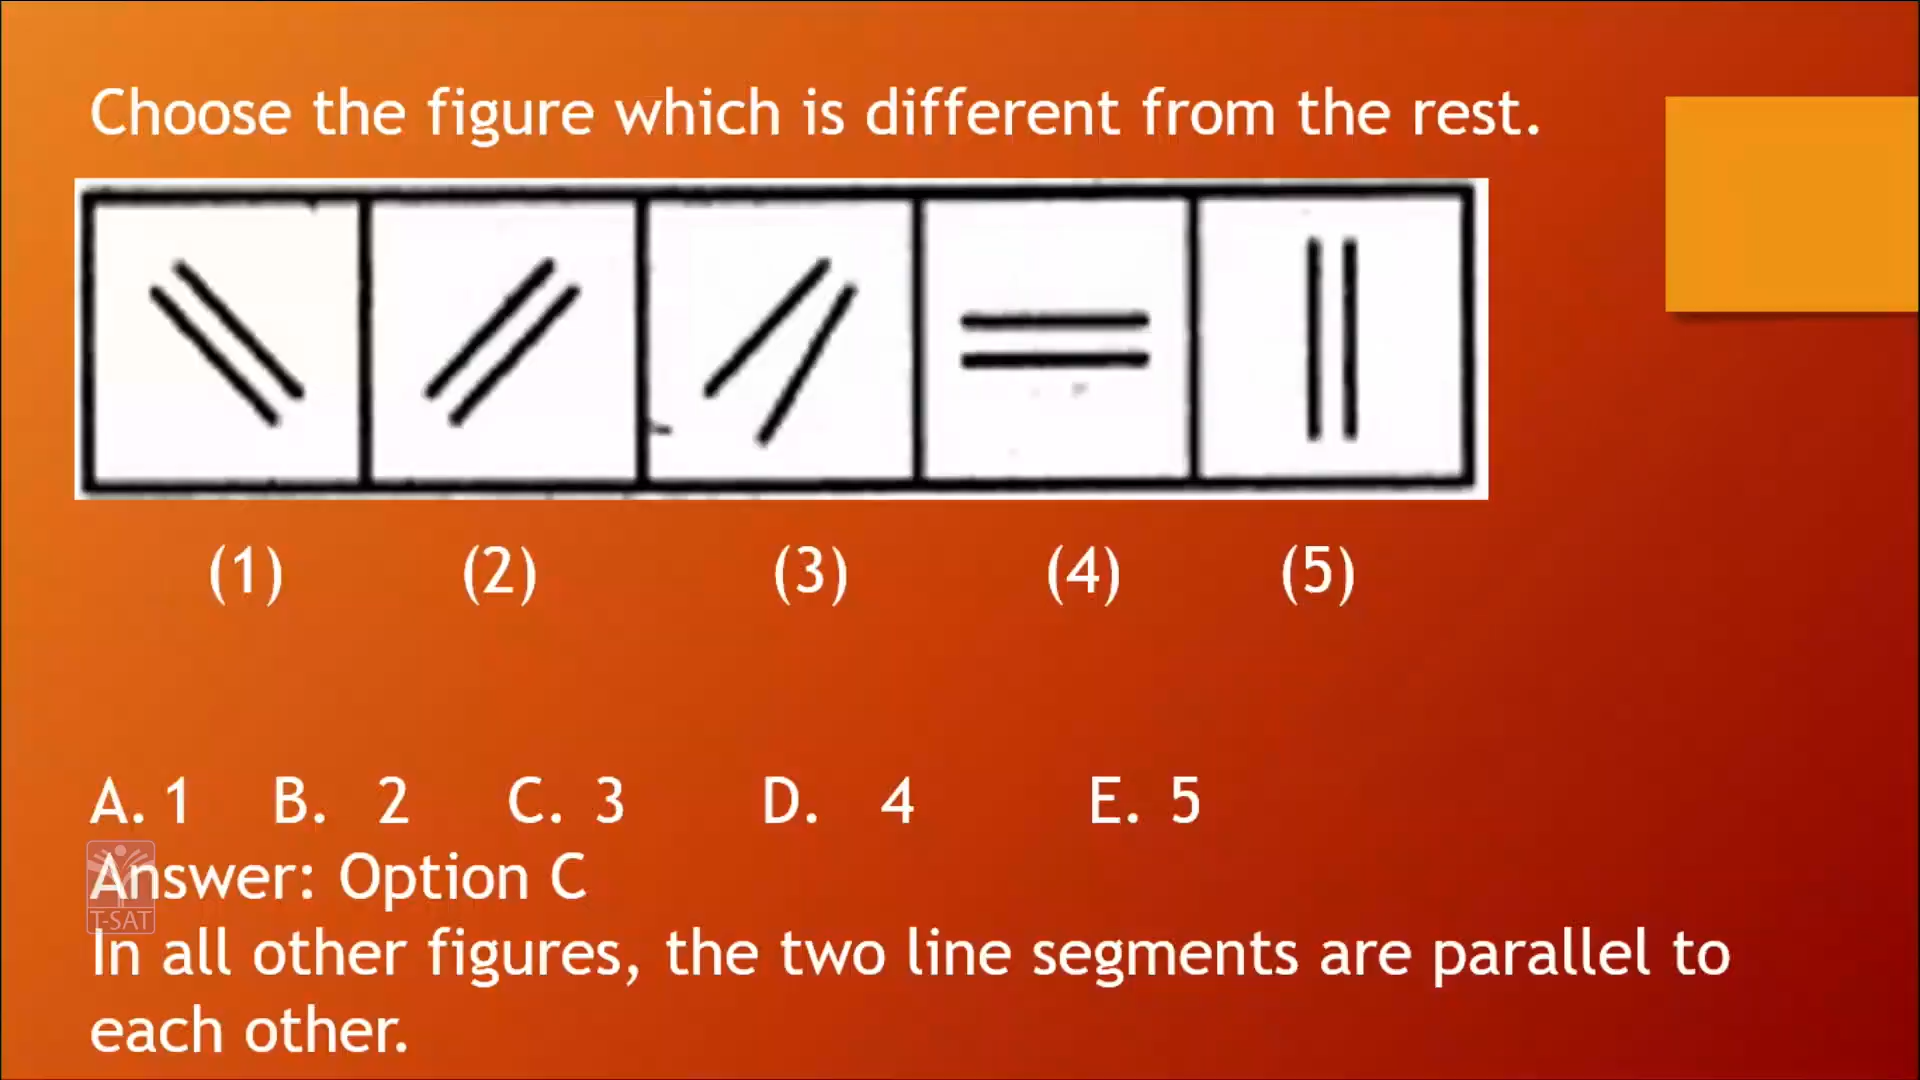 Choose the figure which is different from the rest.
(1) (2) (3) (4) (5)
A. 1 B. 2 C. 3 D. 4 E. 5
Answer: Option C
T-SAT
In all other figures, the two line segments are parallel to
each other.